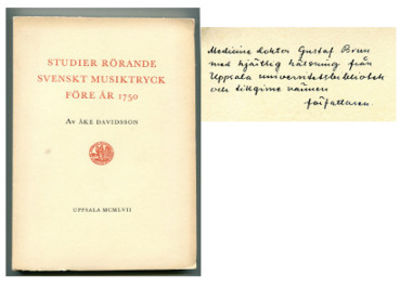 STUDIER RÖRANDE
SVENSKT MUSIKTRYCK
FÖRE ÅR 1750
Av ÅKE DAVIDSSON
UPPSALA MCMLVII
Medicine doktor Gustaf Brun
med hjärtlig hälsning från
Uppsala universitetsbibliotek
och tillgivne vännen
författaren.